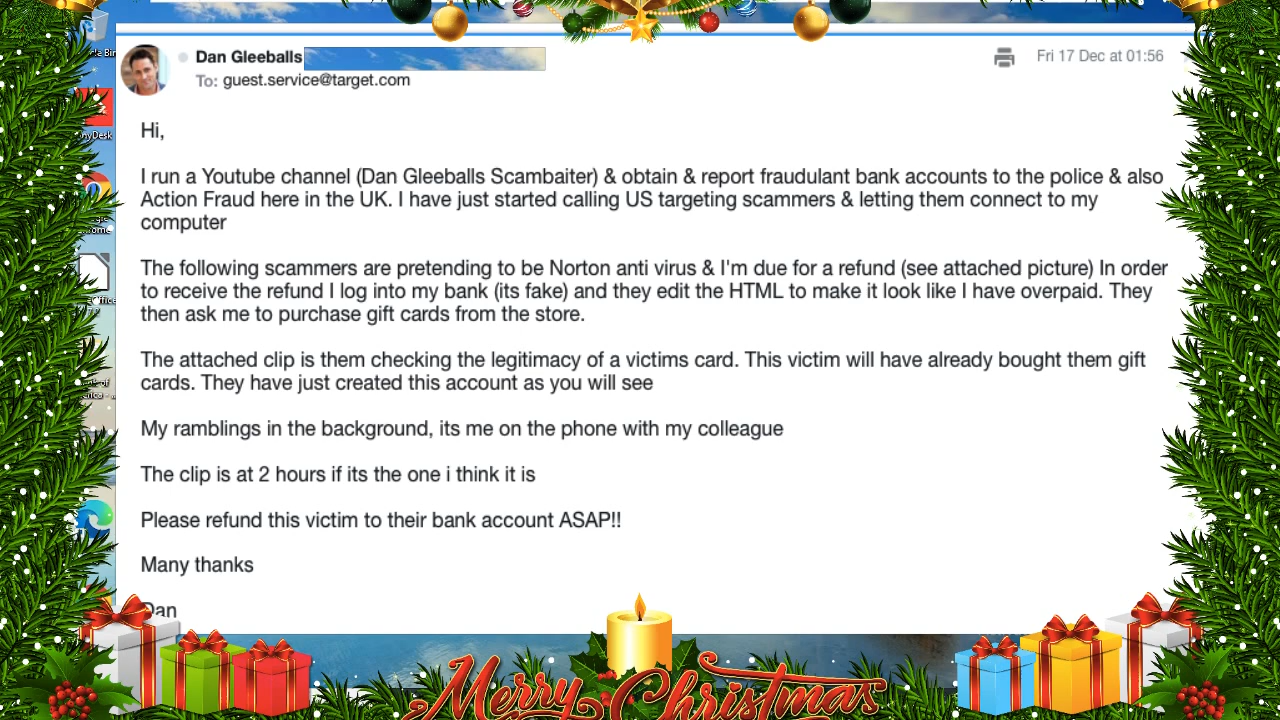 Dan Gleeballs
Fri 17 Dec at 01:56
To: guest.service@target.com
Hi,
I run a Youtube channel (Dan Gleeballs Scambaiter) & obtain & report fraudulant bank accounts to the police & also
Action Fraud here in the UK. I have just started calling US targeting scammers & letting them connect to my
computer
The following scammers are pretending to be Norton anti virus & I'm due for a refund (see attached picture) In order
to receive the refund I log into my bank (its fake) and they edit the HTML to make it look like I have overpaid. They
then ask me to purchase gift cards from the store.
The attached clip is them checking the legitimacy of a victims card. This victim will have already bought them gift
cards. They have just created this account as you will see
My ramblings in the background, its me on the phone with my colleague
The clip is at 2 hours if its the one i think it is
Please refund this victim to their bank account ASAP!!
Many thanks
Dan
Merry Christmas